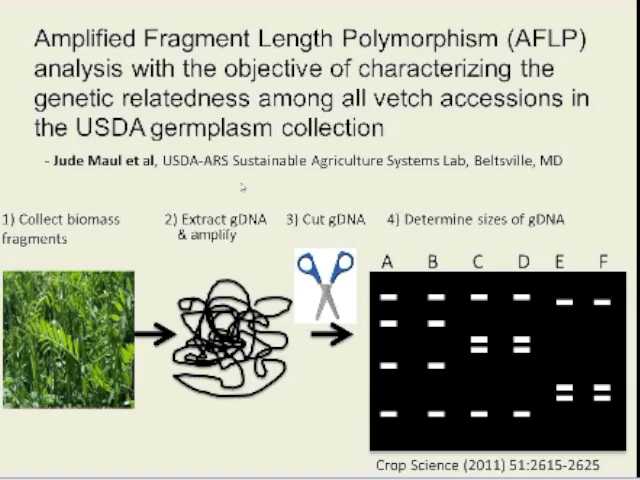 Amplified Fragment Length Polymorphism (AFLP)
analysis with the objective of characterizing the
genetic relatedness among all vetch accessions in
the USDA germplasm collection
- Jude Maul et al, USDA-ARS Sustainable Agriculture Systems Lab, Beltsville, MD
1) Collect biomass
fragments
2) Extract gDNA
& amplify
3) Cut gDNA
4) Determine sizes of gDNA
A B C D E F
Crop Science (2011) 51:2615-2625